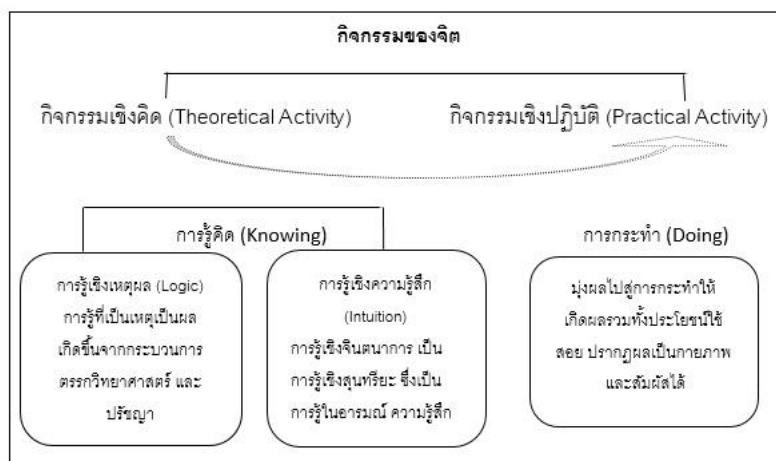 กิจกรรมของจิต
กิจกรรมเชิงคิด (Theoretical Activity)
กิจกรรมเชิงปฏิบัติ (Practical Activity)
การรู้คิด (Knowing)
การกระทำ (Doing)
การรู้เชิงเหตุผล (Logic)
การรู้ที่เป็นเหตุเป็นผล
เกิดขึ้นจากกระบวนการ
ตรรกวิทยาศาสตร์ และ
ปรัชญา
การรู้เชิงความรู้สึก
(Intuition)
การรู้เชิงจินตนาการ เป็น
การรู้เชิงสุนทรียะ ซึ่งเป็น
การรู้ในอารมณ์ ความรู้สึก
มุ่งผลไปสู่การกระทำให้
เกิดผลรวมทั้งประโยชน์ใช้
สอย ปรากฏผลเป็นกายภาพ
และสัมผัสได้